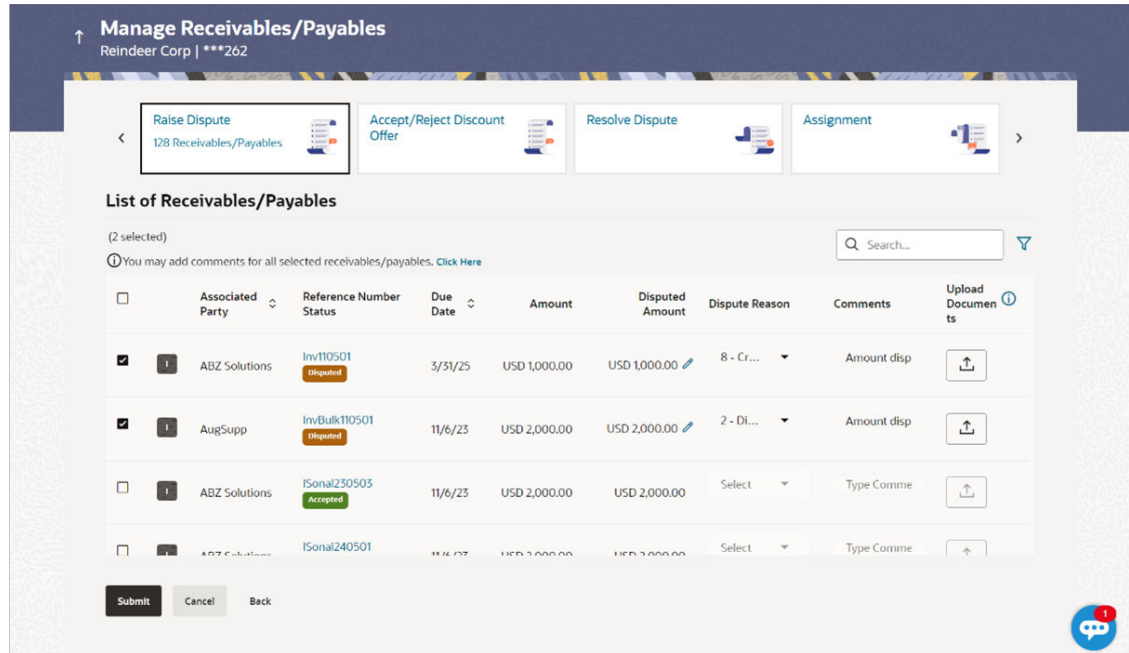 Manage Receivables/Payables
Reindeer Corp | ***262
Raise Dispute
128 Receivables/Payables
Accept/Reject Discount
Offer
Resolve Dispute
Assignment
List of Receivables/Payables
(2 selected)
Search...
You may add comments for all selected receivables/payables. Click Here
Associated
Party
Reference Number
Status
Due
Date
Amount
Disputed
Amount
Dispute Reason
Comments
Upload
Documen
ts
I
ABZ Solutions
Inv110501
Disputed
3/31/25
USD 1,000.00
USD 1,000.00
8 - Cr...
Amount disp
I
AugSupp
InvBulk110501
Disputed
11/6/23
USD 2,000.00
USD 2,000.00
2 - Di...
Amount disp
I
ABZ Solutions
ISonal230503
Accepted
11/6/23
USD 2,000.00
USD 2,000.00
Select
Type Comme
ISonal240501
Select
Type Comme
Submit
Cancel
Back
1